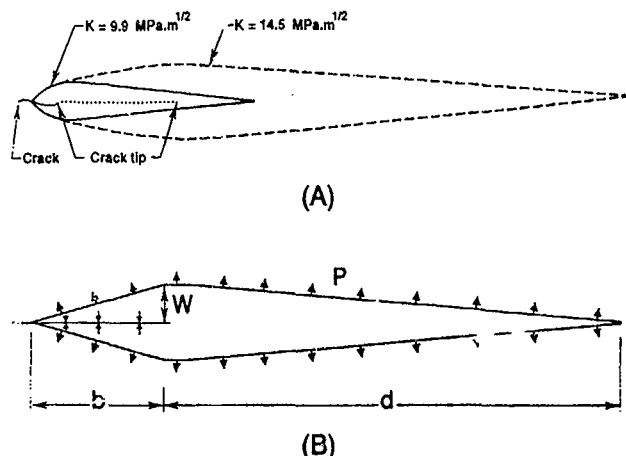 K = 9.9 MPa.m1/2
K = 14.5 MPa.m1/2
Crack
Crack tip
(A)
P
W
b
d
(B)